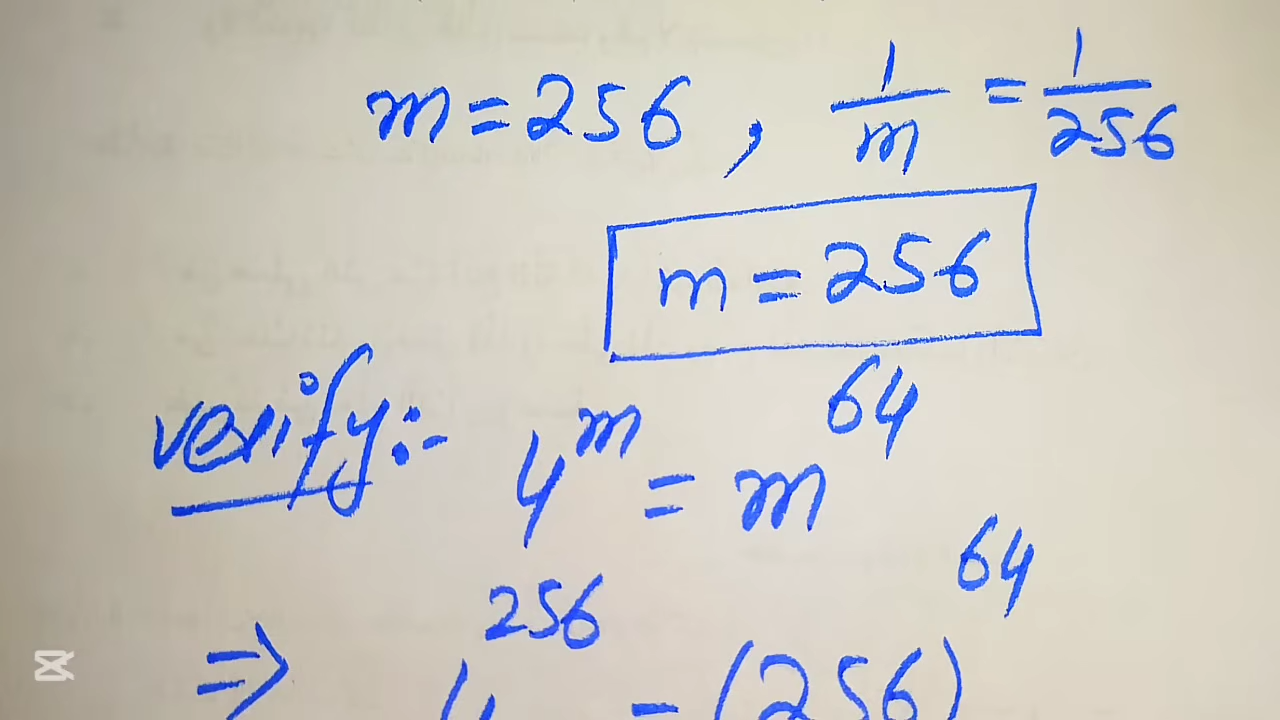 m = 256 , 1/m = 1/256
m = 256
verify:- 4^m = m^64
⇒ 4^256 = (256)^64